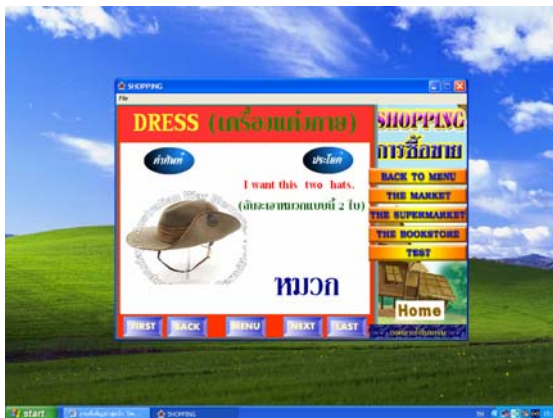 SHOPPING
File
DRESS (เครื่องแต่งกาย)
คำศัพท์
ประโยค
I want this two hats.
(ฉันจะเอาหมวกแบบนี้ 2 ใบ)
หมวก
FIRST
BACK
MENU
NEXT
LAST
SHOPPING
การซื้อขาย
BACK TO MENU
THE MARKET
THE SUPERMARKET
THE BOOKSTORE
TEST
Home
start
SHOPPING
TH